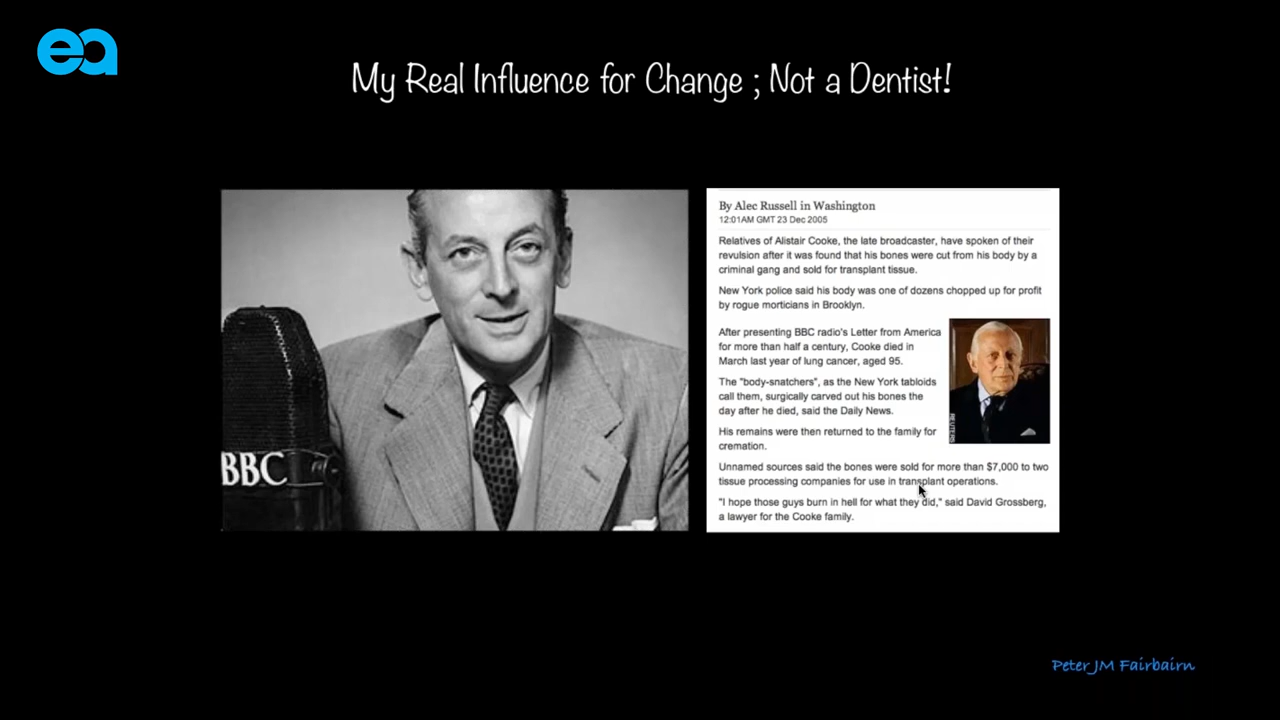 ea
My Real Influence for Change ; Not a Dentist!
BBC
By Alec Russell in Washington
12:01AM GMT 23 Dec 2005
Relatives of Alistair Cooke, the late broadcaster, have spoken of their
revulsion after it was found that his bones were cut from his body by a
criminal gang and sold for transplant tissue.
New York police said his body was one of dozens chopped up for profit
by rogue morticians in Brooklyn.
After presenting BBC radio's Letter from America
for more than half a century, Cooke died in
March last year of lung cancer, aged 95.
The "body-snatchers", as the New York tabloids
call them, surgically carved out his bones the
day after he died, said the Daily News.
His remains were then returned to the family for
cremation.
REUTERS
Unnamed sources said the bones were sold for more than $7,000 to two
tissue processing companies for use in transplant operations.
"I hope those guys burn in hell for what they did," said David Grossberg,
a lawyer for the Cooke family.
Peter JM Fairbairn